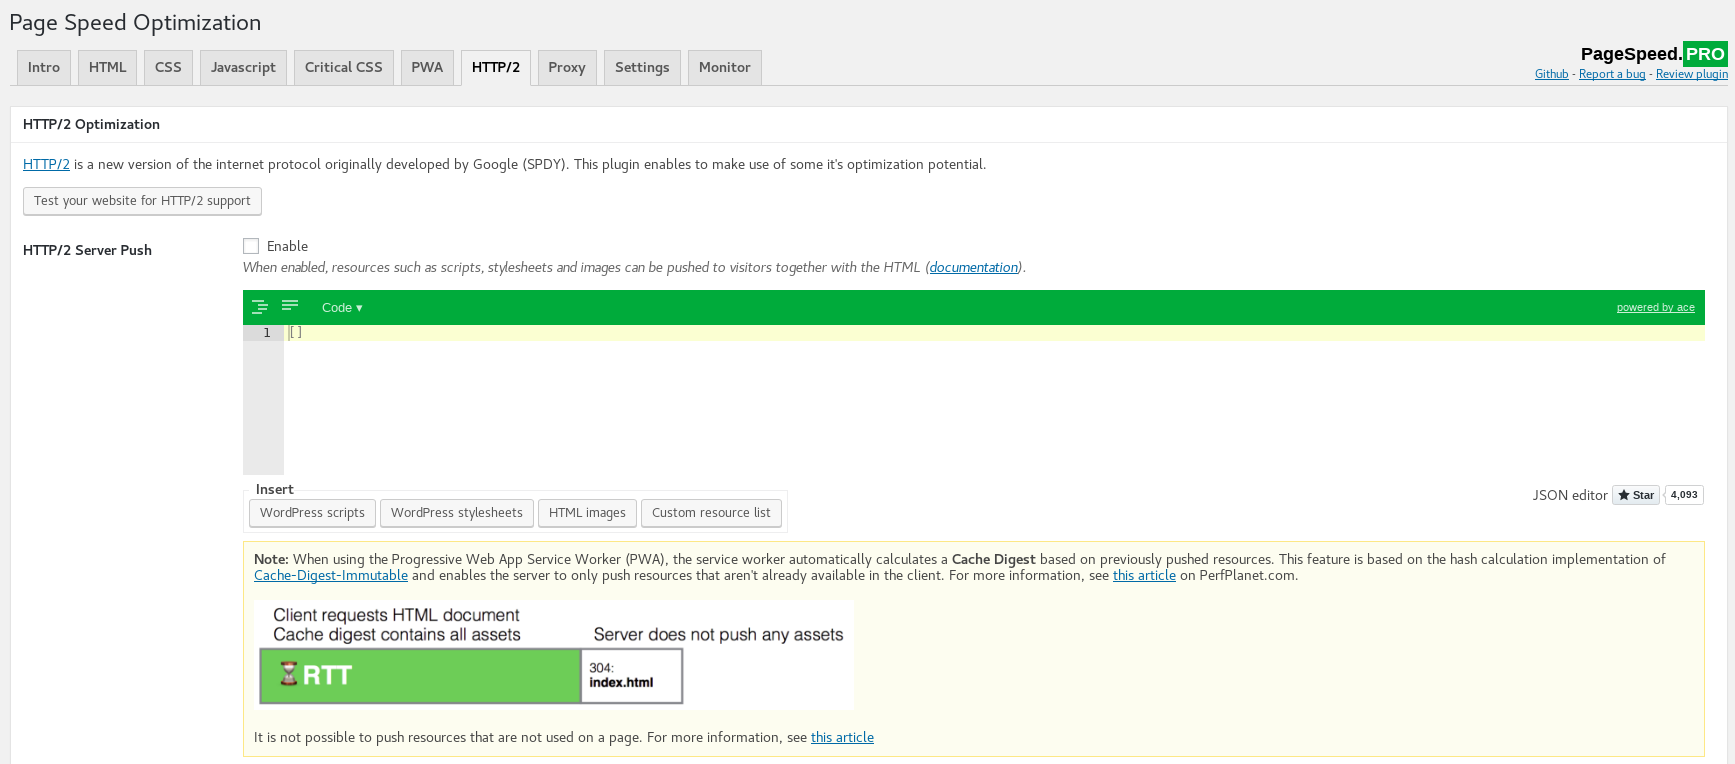 Page Speed Optimization
Intro HTML CSS Javascript Critical CSS PWA HTTP/2 Proxy Settings Monitor
PageSpeed.PRO
Github - Report a bug - Review plugin
HTTP/2 Optimization
HTTP/2 is a new version of the internet protocol originally developed by Google (SPDY). This plugin enables to make use of some it's optimization potential.
Test your website for HTTP/2 support
HTTP/2 Server Push
Enable
When enabled, resources such as scripts, stylesheets and images can be pushed to visitors together with the HTML (documentation).
Code ▾ powered by ace
1 []
Insert
WordPress scripts WordPress stylesheets HTML images Custom resource list
JSON editor Star 4,093
Note: When using the Progressive Web App Service Worker (PWA), the service worker automatically calculates a Cache Digest based on previously pushed resources. This feature is based on the hash calculation implementation of
Cache-Digest-Immutable and enables the server to only push resources that aren't already available in the client. For more information, see this article on PerfPlanet.com.
Client requests HTML document
Cache digest contains all assets
Server does not push any assets
RTT
304:
index.html
It is not possible to push resources that are not used on a page. For more information, see this article